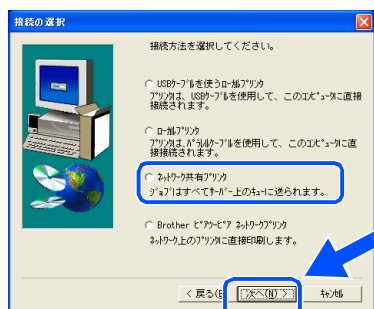 接続の選択
接続方法を選択してください。
USBｹｰﾌﾞﾙを使うﾛｰｶﾙﾌﾟﾘﾝﾀ
ﾌﾟﾘﾝﾀは、USBｹｰﾌﾞﾙを使用して、このｺﾝﾋﾟｭｰﾀに直接
接続されます。
ﾛｰｶﾙﾌﾟﾘﾝﾀ
ﾌﾟﾘﾝﾀは、ﾊﾟﾗﾚﾙｹｰﾌﾞﾙを使用して、このｺﾝﾋﾟｭｰﾀに直
接接続されます。
ﾈｯﾄﾜｰｸ共有ﾌﾟﾘﾝﾀ
ｼﾞｮﾌﾞはすべてｻｰﾊﾞｰ上のｷｭｰに送られます。
Brother ﾋﾟｱﾂｰﾋﾟｱ ﾈｯﾄﾜｰｸﾌﾟﾘﾝﾀ
ﾈｯﾄﾜｰｸ上のﾌﾟﾘﾝﾀに直接印刷します。
< 戻る(B 次へ(N) > ｷｬﾝｾﾙ